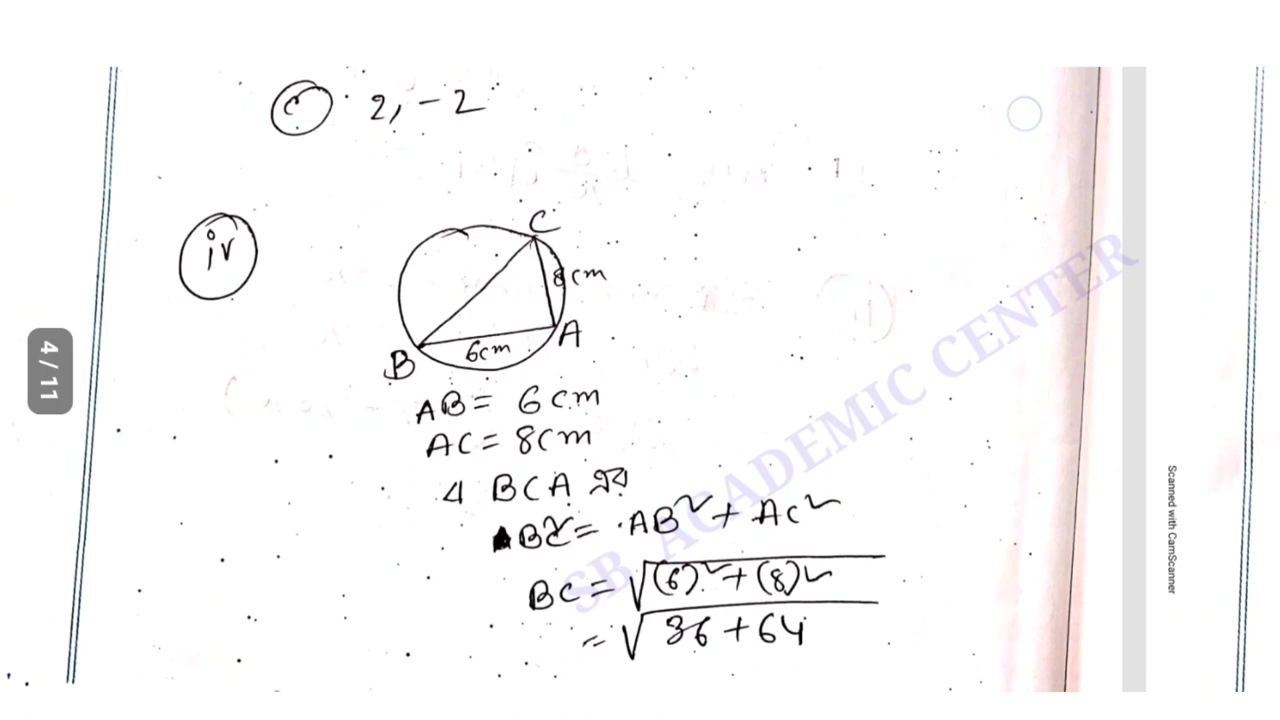 c 2, -2
iv
C
8cm
A
6cm
B
AB = 6cm
AC = 8cm
Δ BCA এর
BC² = AB² + AC²
BC = √(6)² + (8)²
= √36 + 64
SB ACADEMIC CENTER
4 / 11
Scanned with CamScanner